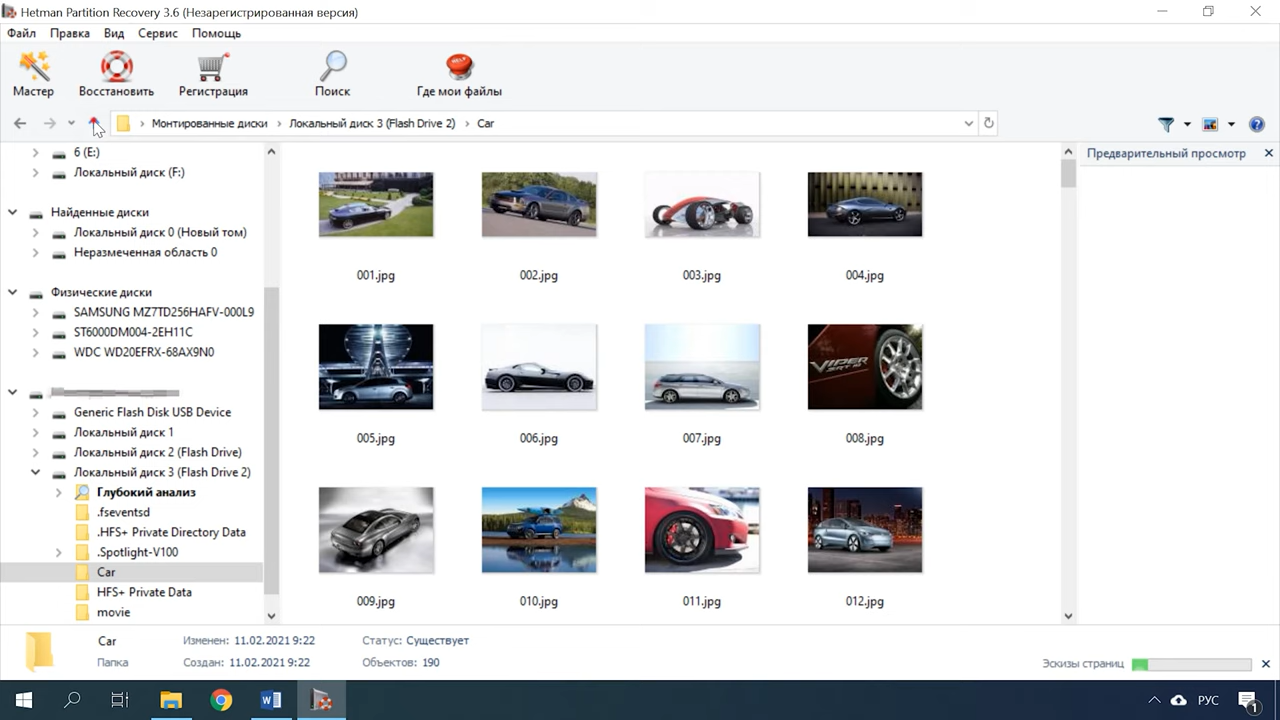 Hetman Partition Recovery 3.6 (Незарегистрированная версия)
Файл Правка Вид Сервис Помощь
Мастер Восстановить Регистрация Поиск Где мои файлы
Монтированные диски Локальный диск 3 (Flash Drive 2) Car
Предварительный просмотр
6 (E:)
Локальный диск (F:)
Найденные диски
Локальный диск 0 (Новый том)
Неразмеченная область 0
Физические диски
SAMSUNG MZ7TD256HAFV-000L9
ST6000DM004-2EH11C
WDC WD20EFRX-68AX9N0
Generic Flash Disk USB Device
Локальный диск 1
Локальный диск 2 (Flash Drive)
Локальный диск 3 (Flash Drive 2)
Глубокий анализ
.fseventsd
.HFS+ Private Directory Data
.Spotlight-V100
Car
HFS+ Private Data
movie
001.jpg 002.jpg 003.jpg 004.jpg
VIPER
SRT 10
005.jpg 006.jpg 007.jpg 008.jpg
009.jpg 010.jpg 011.jpg 012.jpg
Car Изменен: 11.02.2021 9:22 Статус: Существует
Папка Создан: 11.02.2021 9:22 Объектов: 190
Эскизы страниц
РУС
1